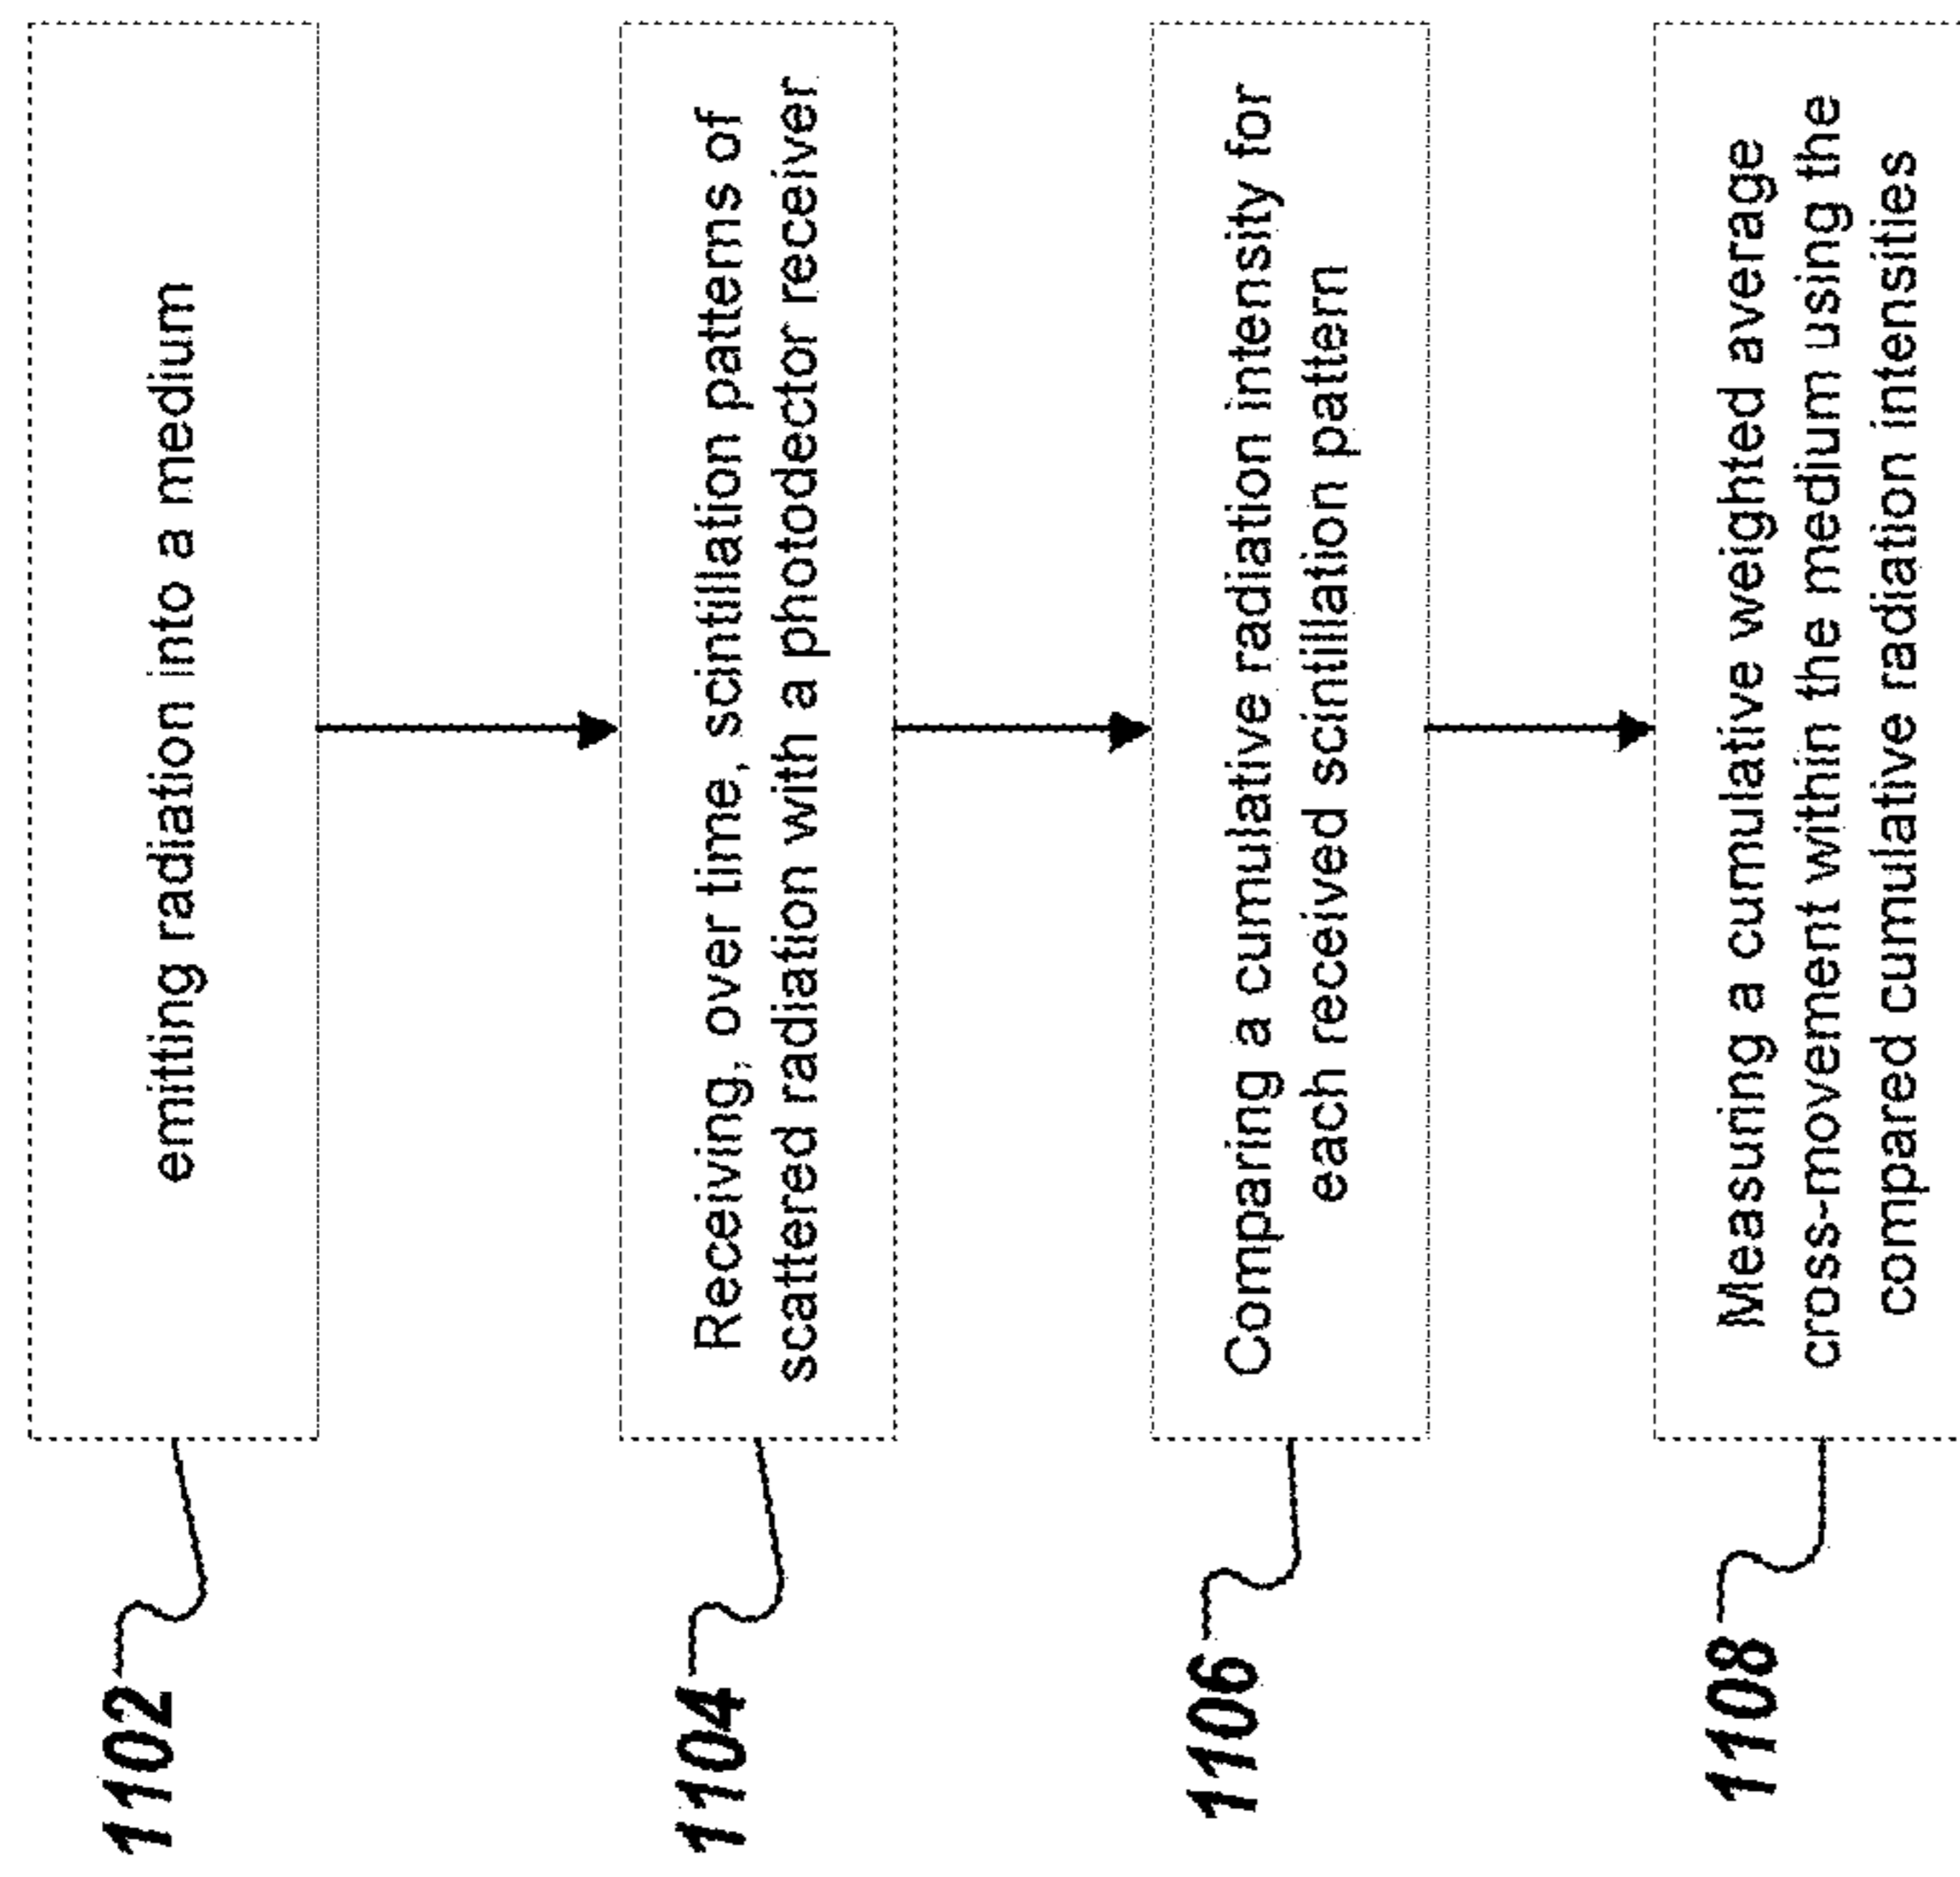 1102
emitting radiation into a medium
1104
Receiving, over time, scintillation patterns of
scattered radiation with a photodector receiver
1106
Comparing a cumulative radiation intensity for
each received scintillation pattern
1108
Measuring a cumulative weighted average
cross-movement within the medium using the
compared cumulative radiation intensities